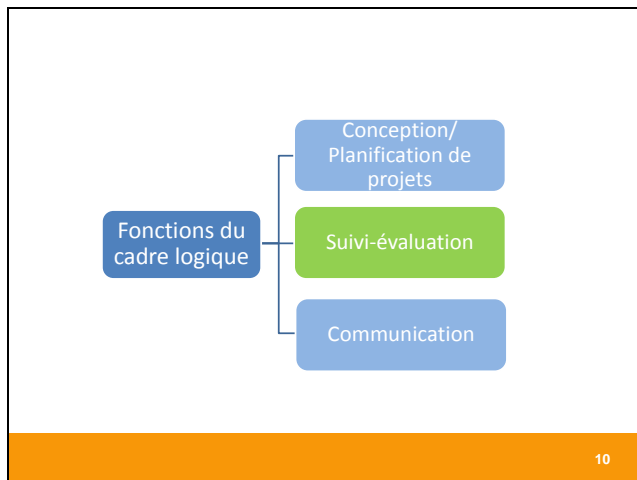 Conception/
Planification de
projets
Fonctions du
cadre logique
Suivi-évaluation
Communication
10